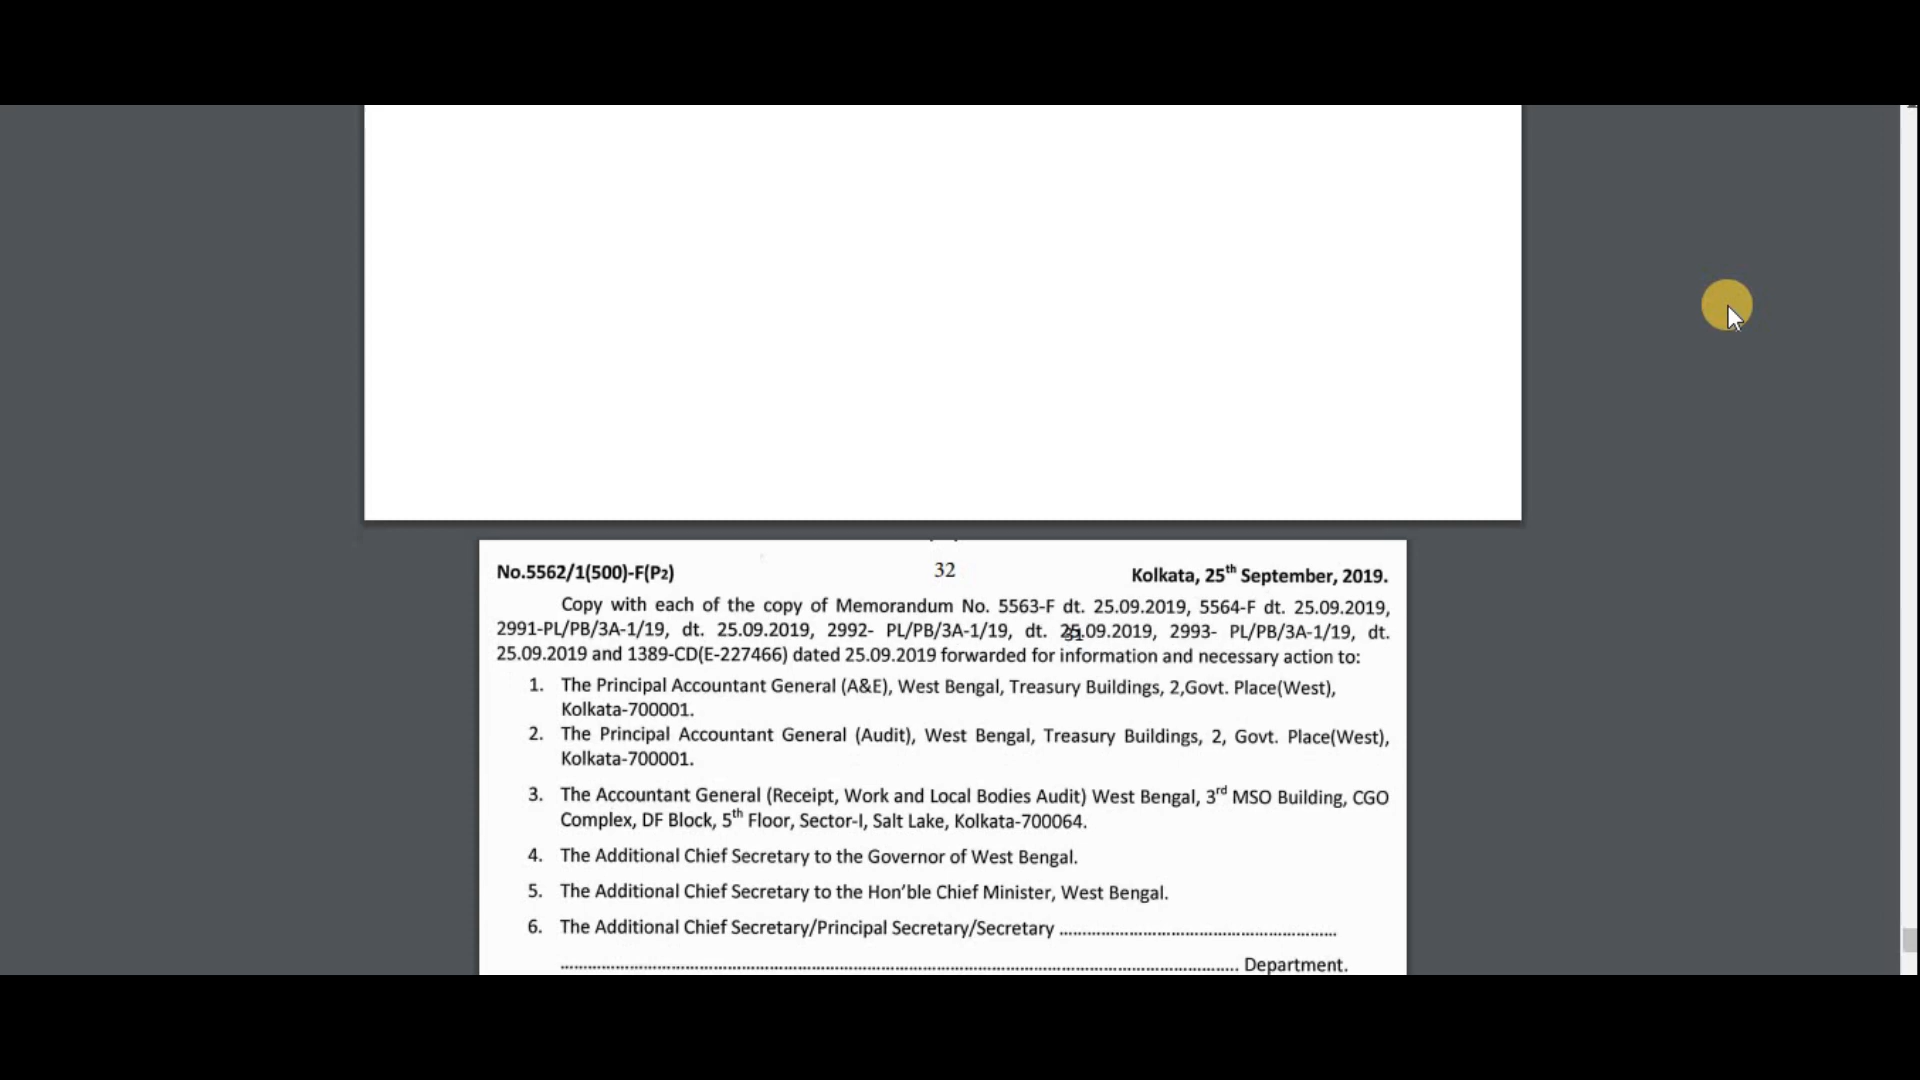 No.5562/1(500)-F(P2) 32 Kolkata, 25th September, 2019.
Copy with each of the copy of Memorandum No. 5563-F dt. 25.09.2019, 5564-F dt. 25.09.2019,
2991-PL/PB/3A-1/19, dt. 25.09.2019, 2992- PL/PB/3A-1/19, dt. 25.09.2019, 2993- PL/PB/3A-1/19, dt.
25.09.2019 and 1389-CD(E-227466) dated 25.09.2019 forwarded for information and necessary action to:
1. The Principal Accountant General (A&E), West Bengal, Treasury Buildings, 2,Govt. Place(West),
Kolkata-700001.
2. The Principal Accountant General (Audit), West Bengal, Treasury Buildings, 2, Govt. Place(West),
Kolkata-700001.
3. The Accountant General (Receipt, Work and Local Bodies Audit) West Bengal, 3rd MSO Building, CGO
Complex, DF Block, 5th Floor, Sector-I, Salt Lake, Kolkata-700064.
4. The Additional Chief Secretary to the Governor of West Bengal.
5. The Additional Chief Secretary to the Hon'ble Chief Minister, West Bengal.
6. The Additional Chief Secretary/Principal Secretary/Secretary ............................................................
.................................................................................................................................................... Department.